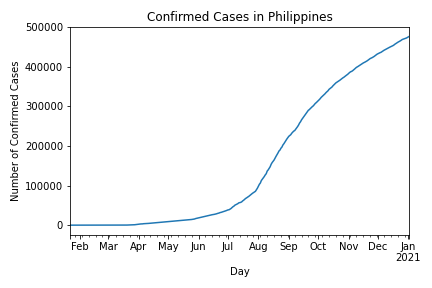 Confirmed Cases in Philippines
500000
400000
300000
200000
100000
0
Number of Confirmed Cases
Feb Mar Apr May Jun Jul Aug Sep Oct Nov Dec Jan
2021
Day